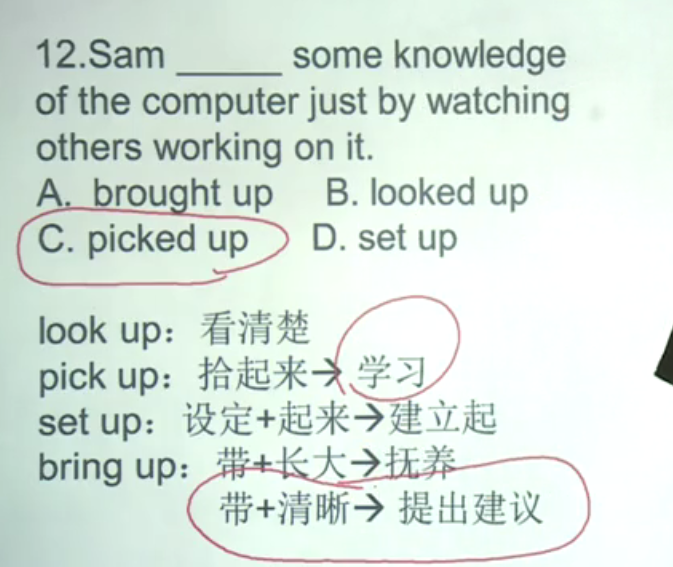 12.Sam ______ some knowledge
of the computer just by watching
others working on it.
A. brought up B. looked up
C. picked up D. set up
look up：看清楚
pick up：拾起来→ 学习
set up：设定+起来→建立起
bring up：带+长大→抚养
带+清晰→ 提出建议